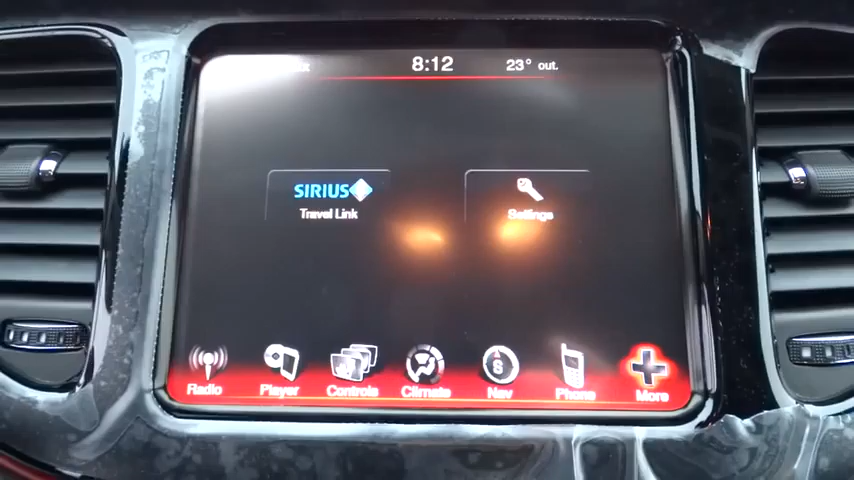 8:12
23° out.
SIRIUS
Travel Link
Settings
Radio
Player
Controls
Climate
S
Nav
Phone
More